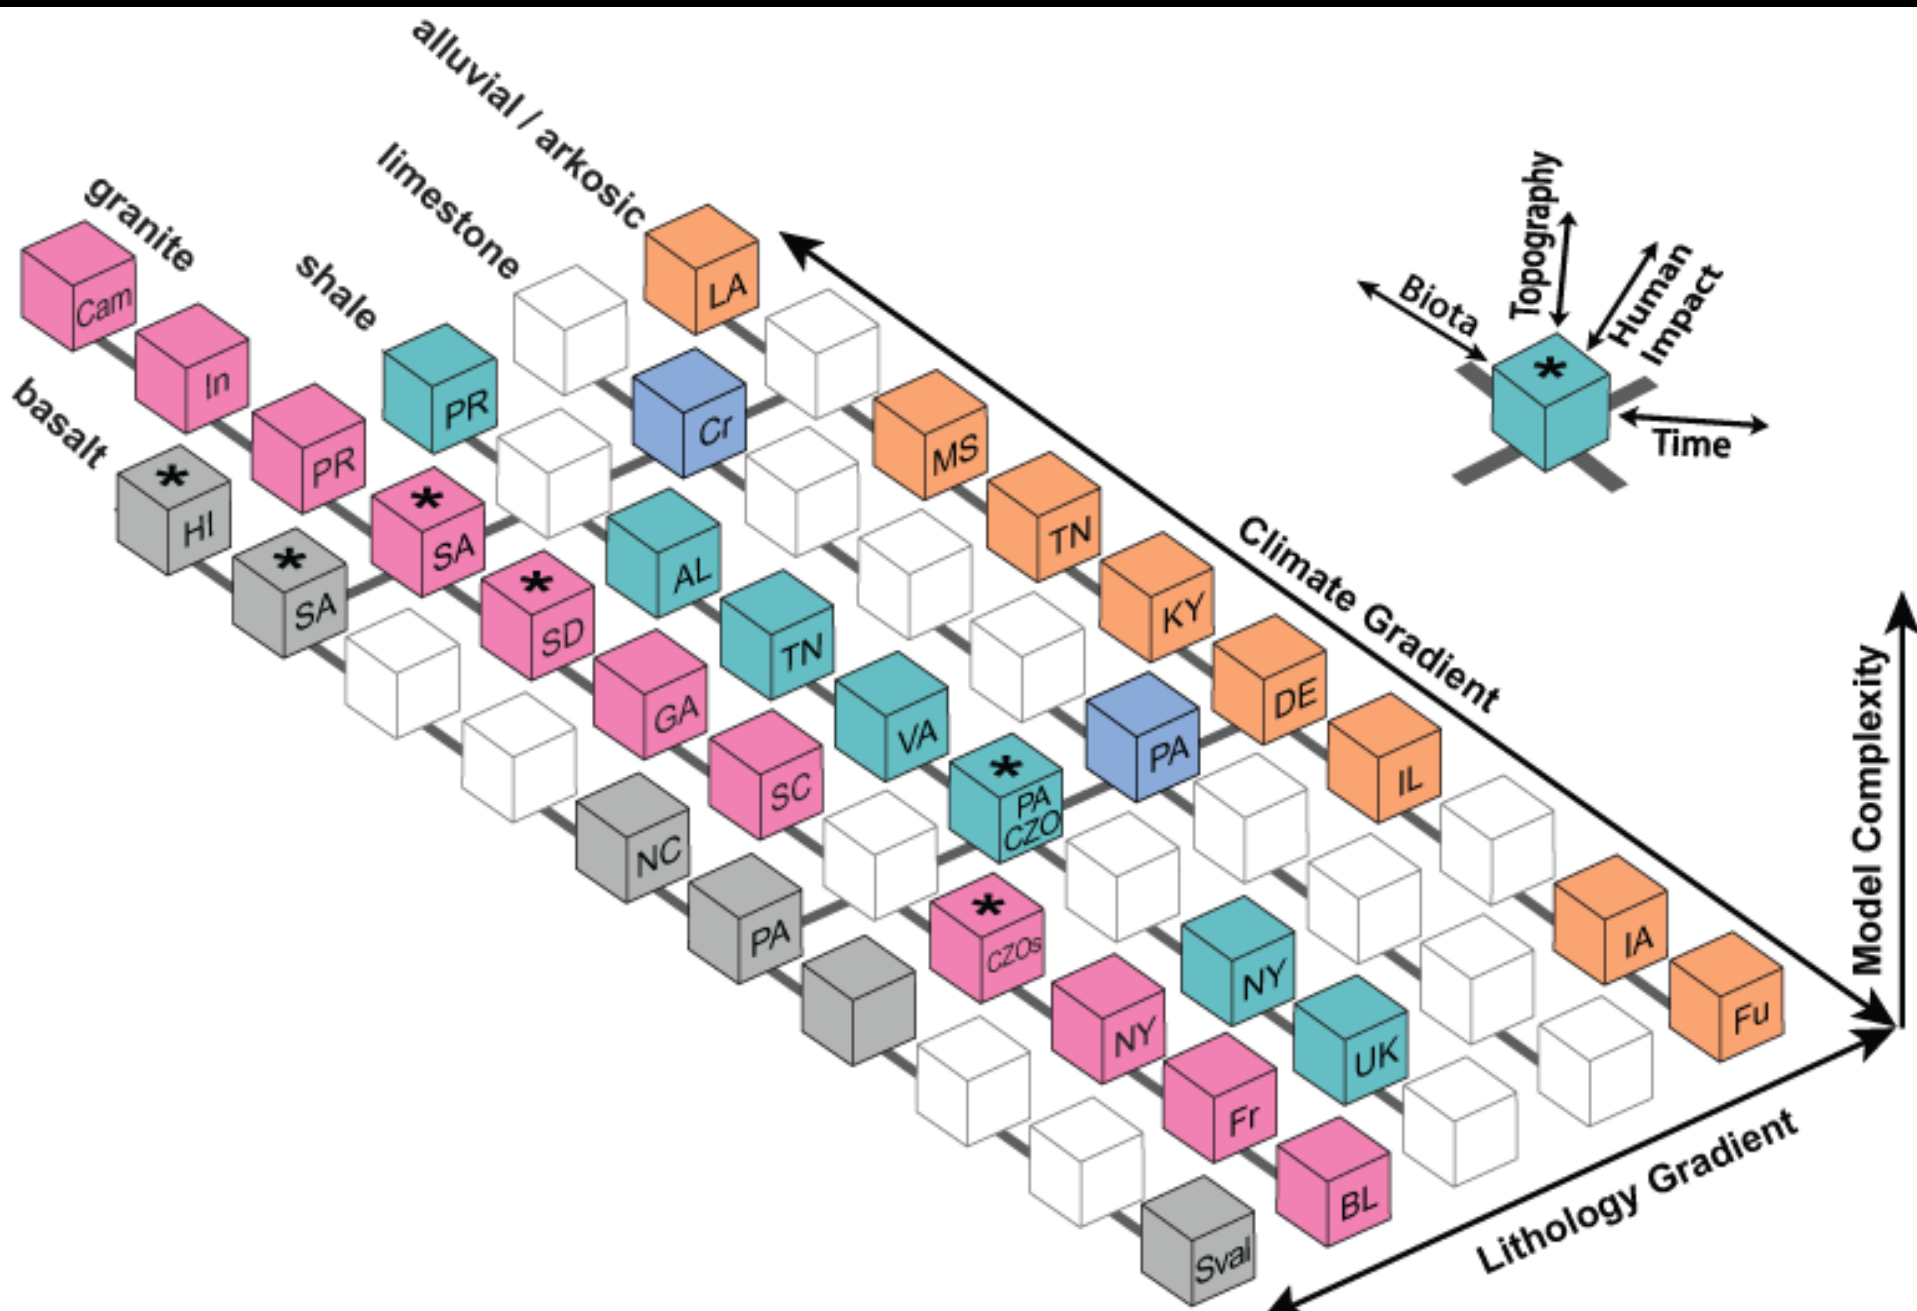 alluvial / arkosic
limestone
granite
shale
basalt
LA
Cam
In
PR
SA
*
SD
*
GA
SC
CZOs
*
NY
Fr
BL
HI
*
SA
*
NC
PA
Sval
PR
AL
TN
VA
PA
CZO
*
NY
UK
Cr
PA
MS
TN
KY
DE
IL
IA
Fu
Climate Gradient
Lithology Gradient
Model Complexity
Biota
Topography
Human
Impact
Time
*